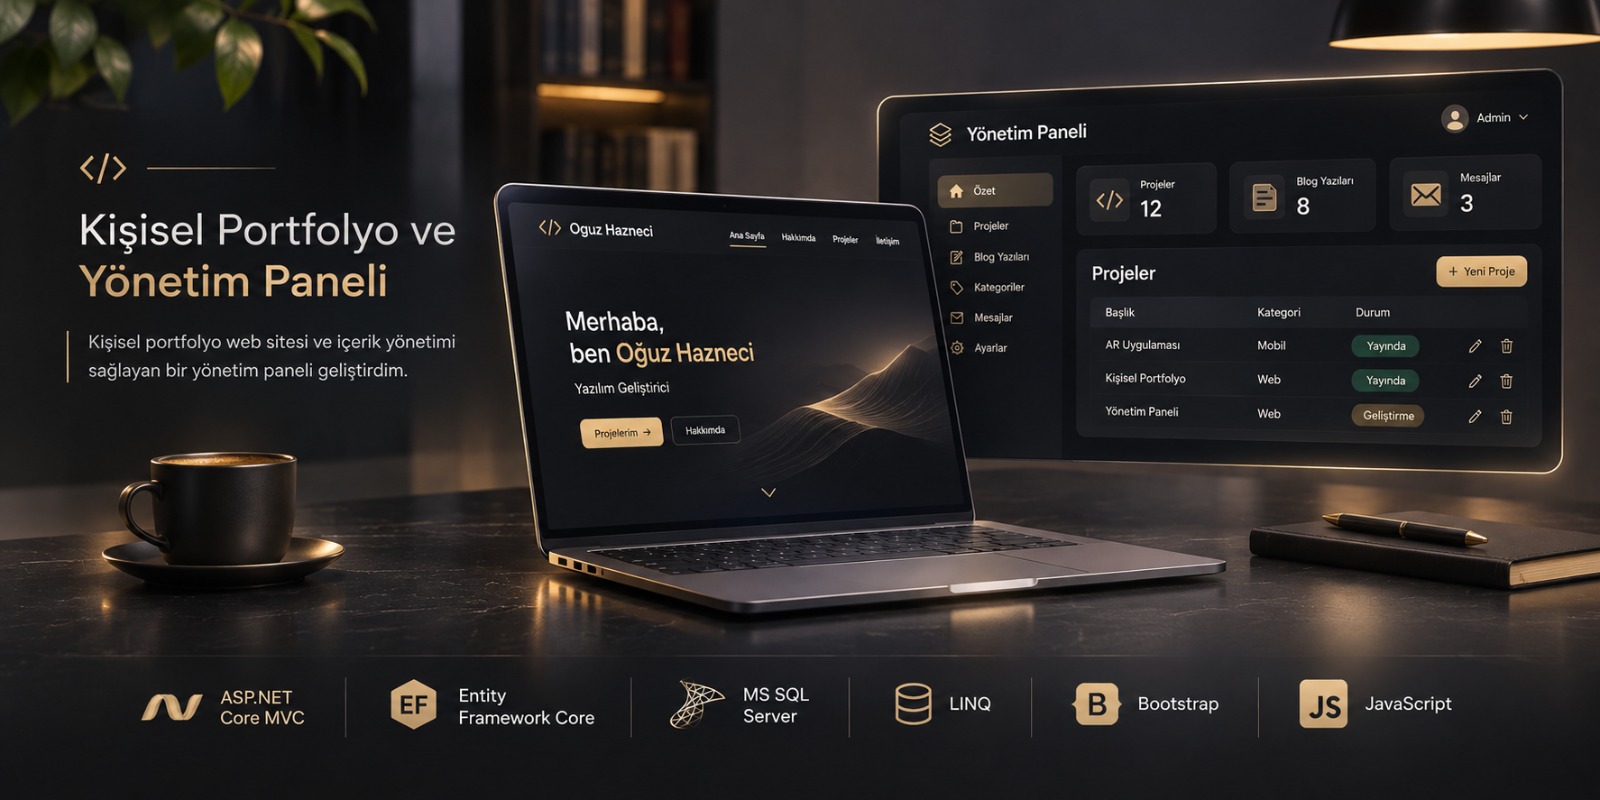 </>
Kişisel Portfolyo ve
Yönetim Paneli
Kişisel portfolyo web sitesi ve içerik yönetimi
sağlayan bir yönetim paneli geliştirdim.
</> Oguz Hazneci
Ana Sayfa Hakkımda Projeler İletişim
Merhaba,
ben Oğuz Hazneci
Yazılım Geliştirici
Projelerim → Hakkımda
Yönetim Paneli
Admin
Özet
Projeler
Blog Yazıları
Kategoriler
Mesajlar
Ayarlar
</> Projeler
12
Blog Yazıları
8
Mesajlar
3
Projeler
+ Yeni Proje
Başlık Kategori Durum
AR Uygulaması Mobil Yayında
Kişisel Portfolyo Web Yayında
Yönetim Paneli Web Geliştirme
ASP.NET
Core MVC
EF
Entity
Framework Core
MS SQL
Server
LINQ
B
Bootstrap
JS
JavaScript